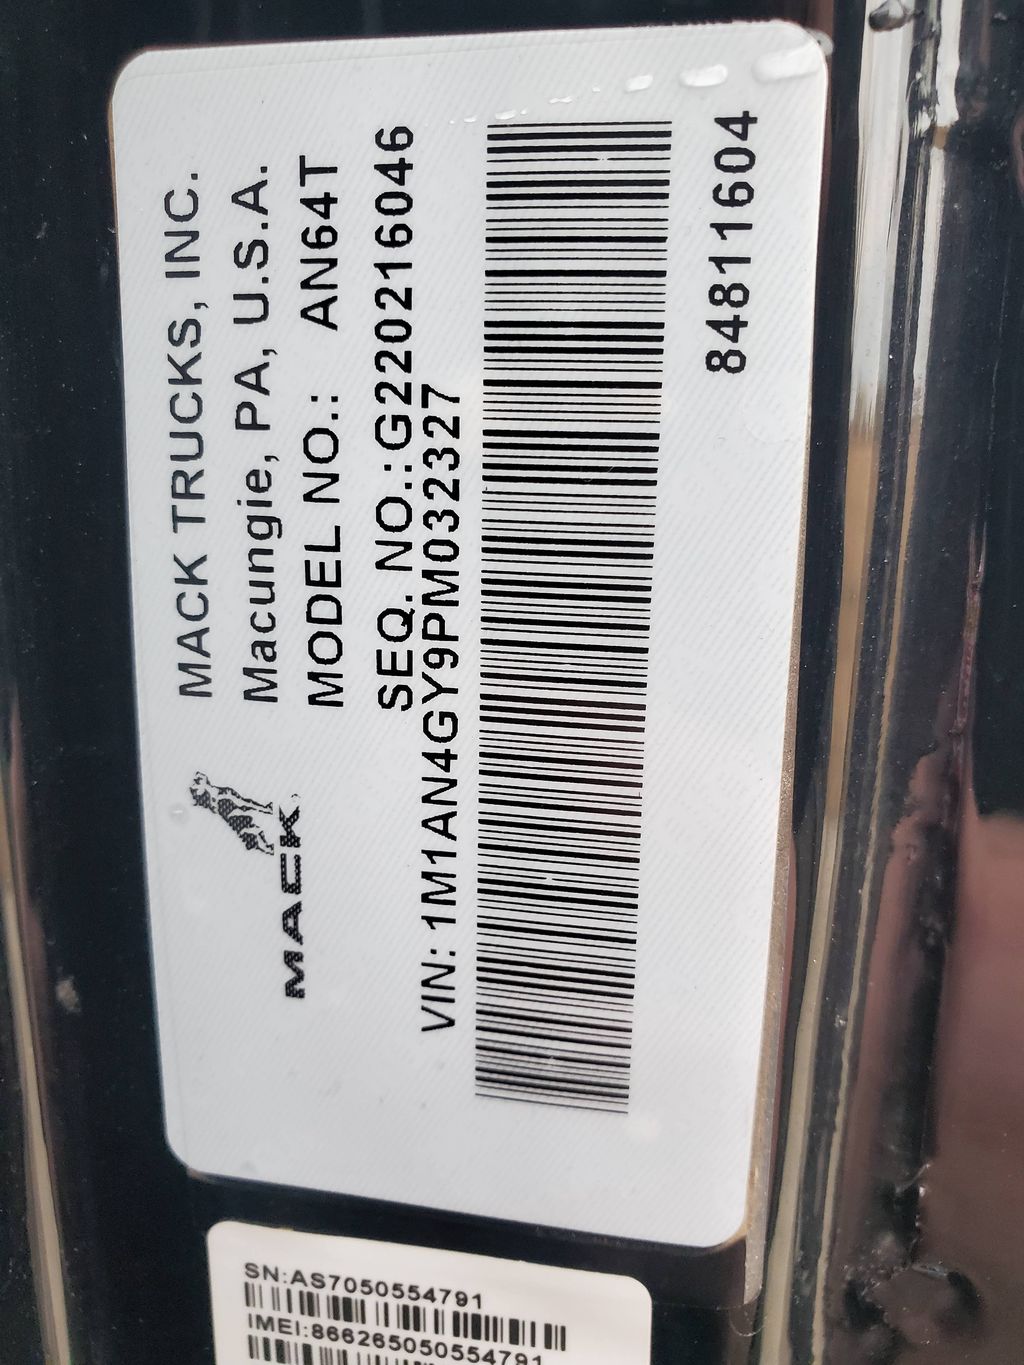 MACK TRUCKS, INC.
Macungie, PA, U.S.A.
MODEL NO.: AN64T
SEQ. NO.:G220216046
MACK
VIN: 1M1AN4GY9PM032327
84811604
SN:AS7050554791
IMEI:866265050554791